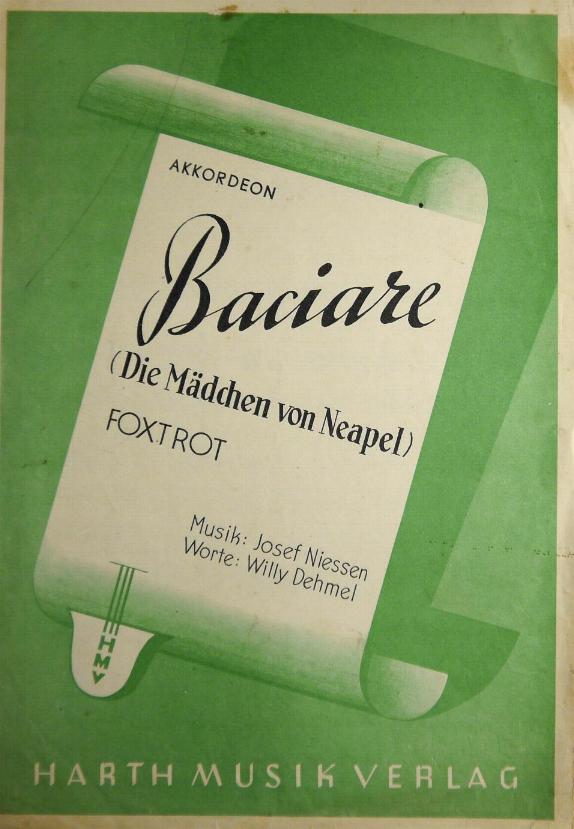 AKKORDEON
Baciare
(Die Mädchen von Neapel)
FOXTROT
Musik: Josef Niessen
Worte: Willy Dehmel
HMV
HARTH MUSIK VERLAG